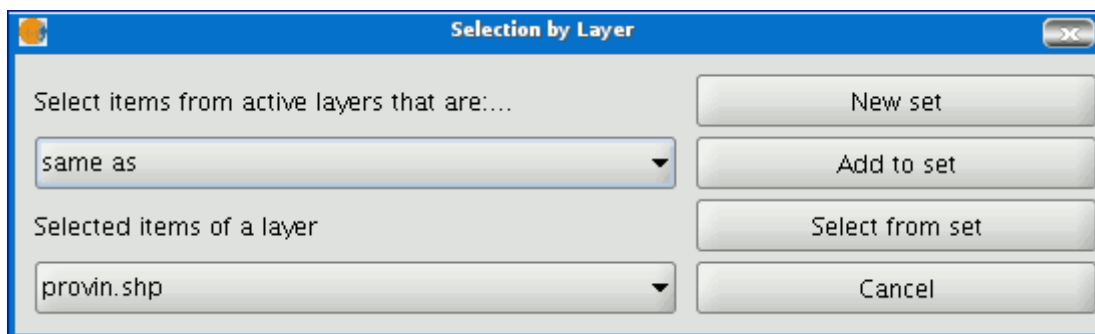 Selection by Layer
Select items from active layers that are:...
New set
same as
Add to set
Selected items of a layer
Select from set
provin.shp
Cancel